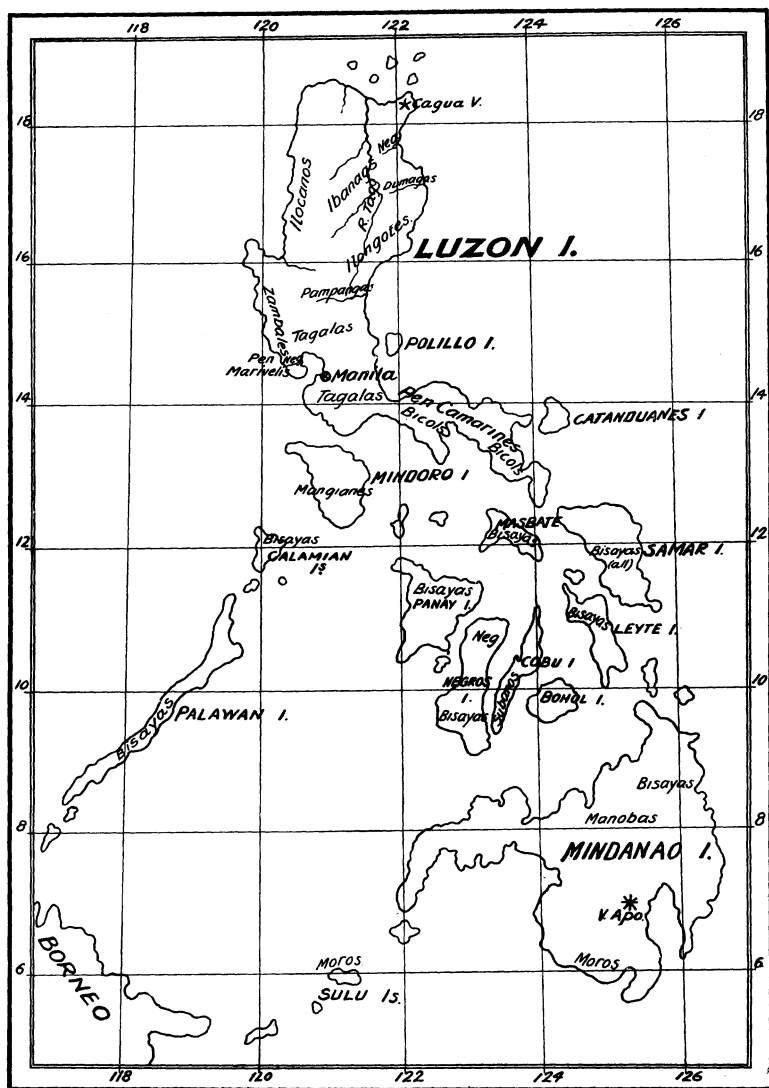 118 120 122 124 126
Cagua V.
18 18
Neg
Ilocanos
Ibanags
Dumagas
R. Tago
Ilongotes.
LUZON I.
16 16
Pampangas
Zambales
Tagalas
POLILLO I.
Pen Neg
Marivelis
Manila
Tagalas
14 14
Pen Camarines
Bicols
Bicols
CATANDUANES I
MINDORO I
Mangianes
MASBATE
Bisayas
Bisayas
CALAMIAN
Is
12 12
Bisayas
(all)
SAMAR I.
Bisayas
PANAY I.
Bisayas
LEYTE I.
Neg
COBU I
NEGROS
I.
Bisayas
Subanos
BOHOL I.
10 10
Bisayas
PALAWAN I.
Bisayas
Manobas
8 8
MINDANAO I.
V. Apo.
BORNEO
Moros
SULU Is.
Moros
6 6
118 120 122 124 126